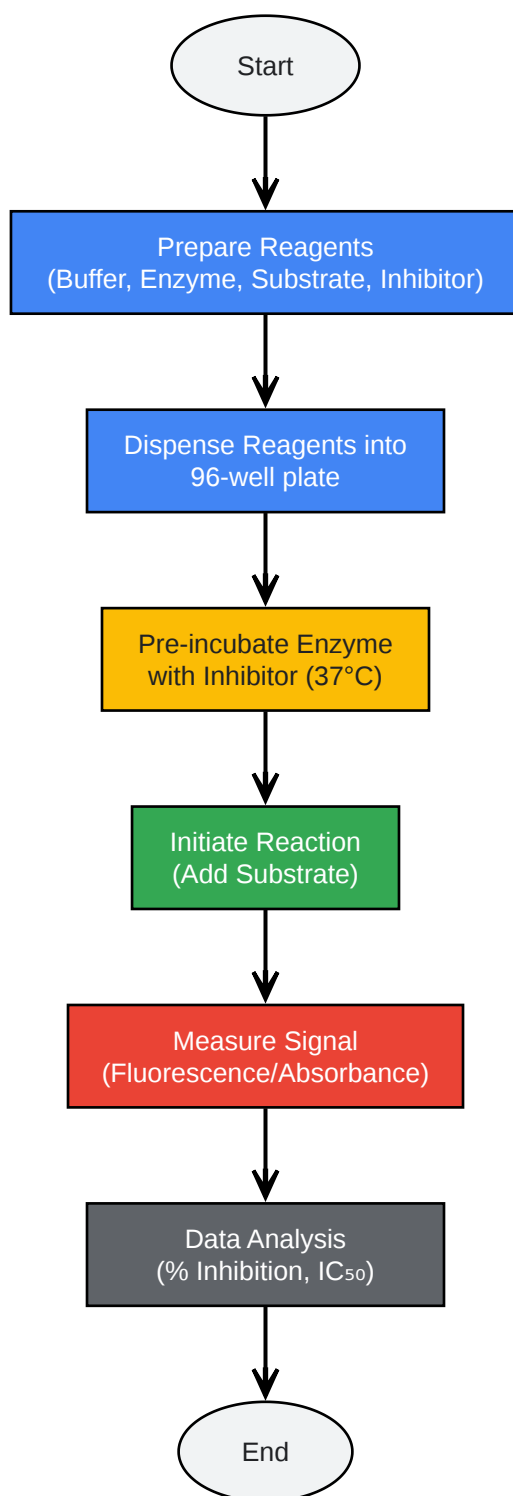 Start
Prepare Reagents
(Buffer, Enzyme, Substrate, Inhibitor)
Dispense Reagents into
96-well plate
Pre-incubate Enzyme
with Inhibitor (37°C)
Initiate Reaction
(Add Substrate)
Measure Signal
(Fluorescence/Absorbance)
Data Analysis
(% Inhibition, IC₅₀)
End